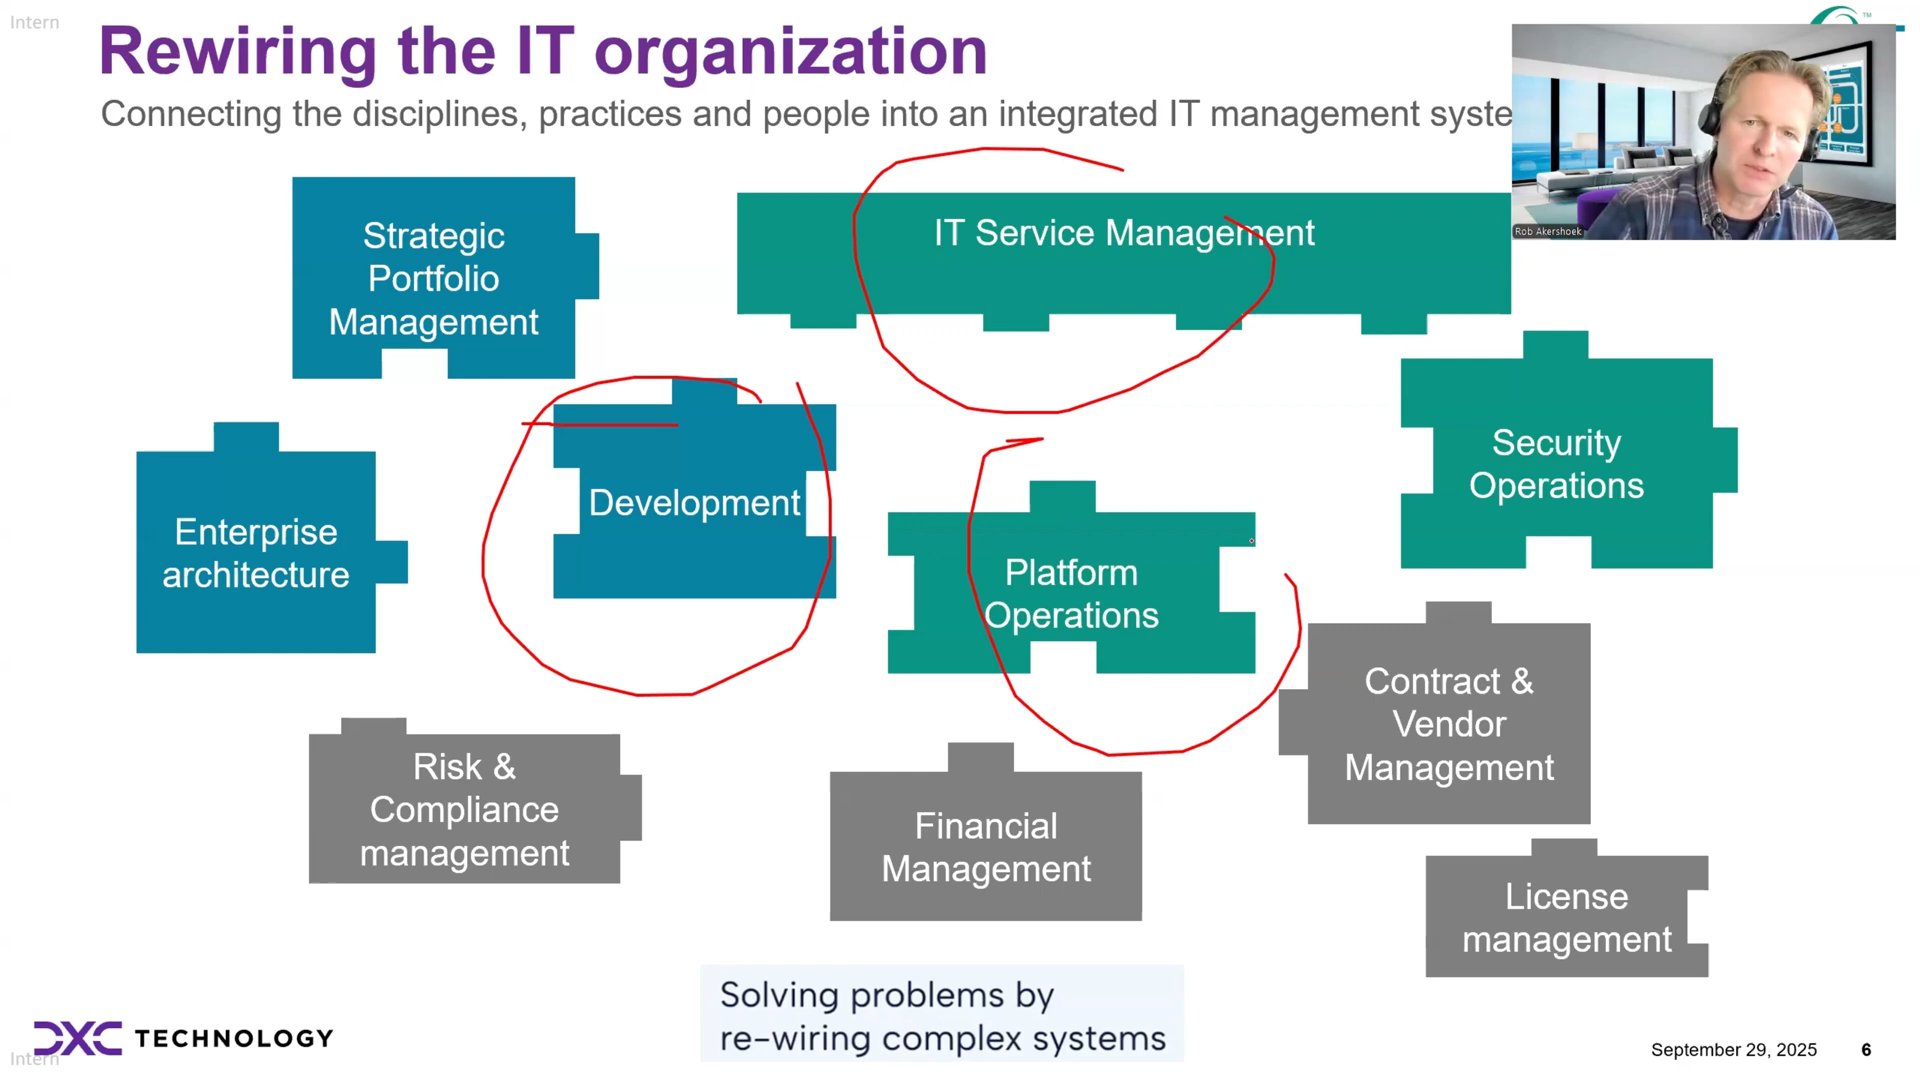 Intern
Rewiring the IT organization
Connecting the disciplines, practices and people into an integrated IT management syste
TM
Rob Akershoek
Strategic
Portfolio
Management
IT Service Management
Enterprise
architecture
Development
Platform
Operations
Security
Operations
Risk &
Compliance
management
Financial
Management
Contract &
Vendor
Management
License
management
Solving problems by
re-wiring complex systems
DXC TECHNOLOGY
Intern
September 29, 2025 6